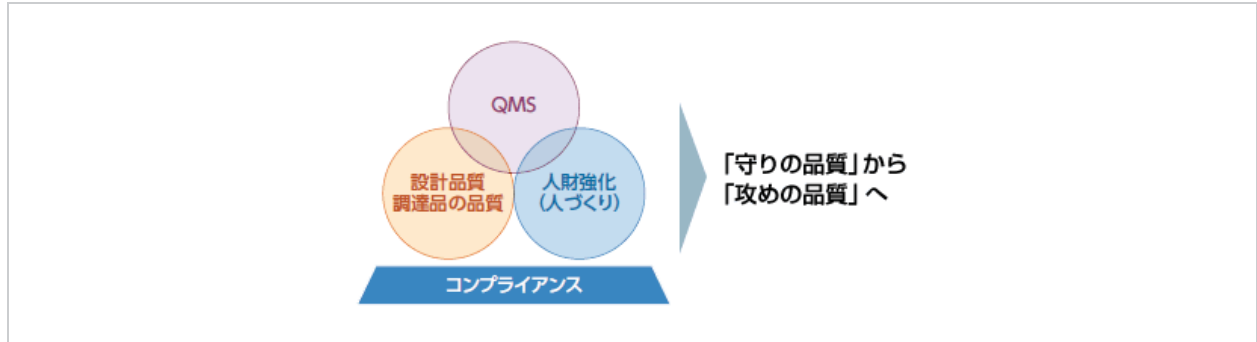 QMS
設計品質
調達品の品質
人財強化
(人づくり)
コンプライアンス
「守りの品質」から
「攻めの品質」へ